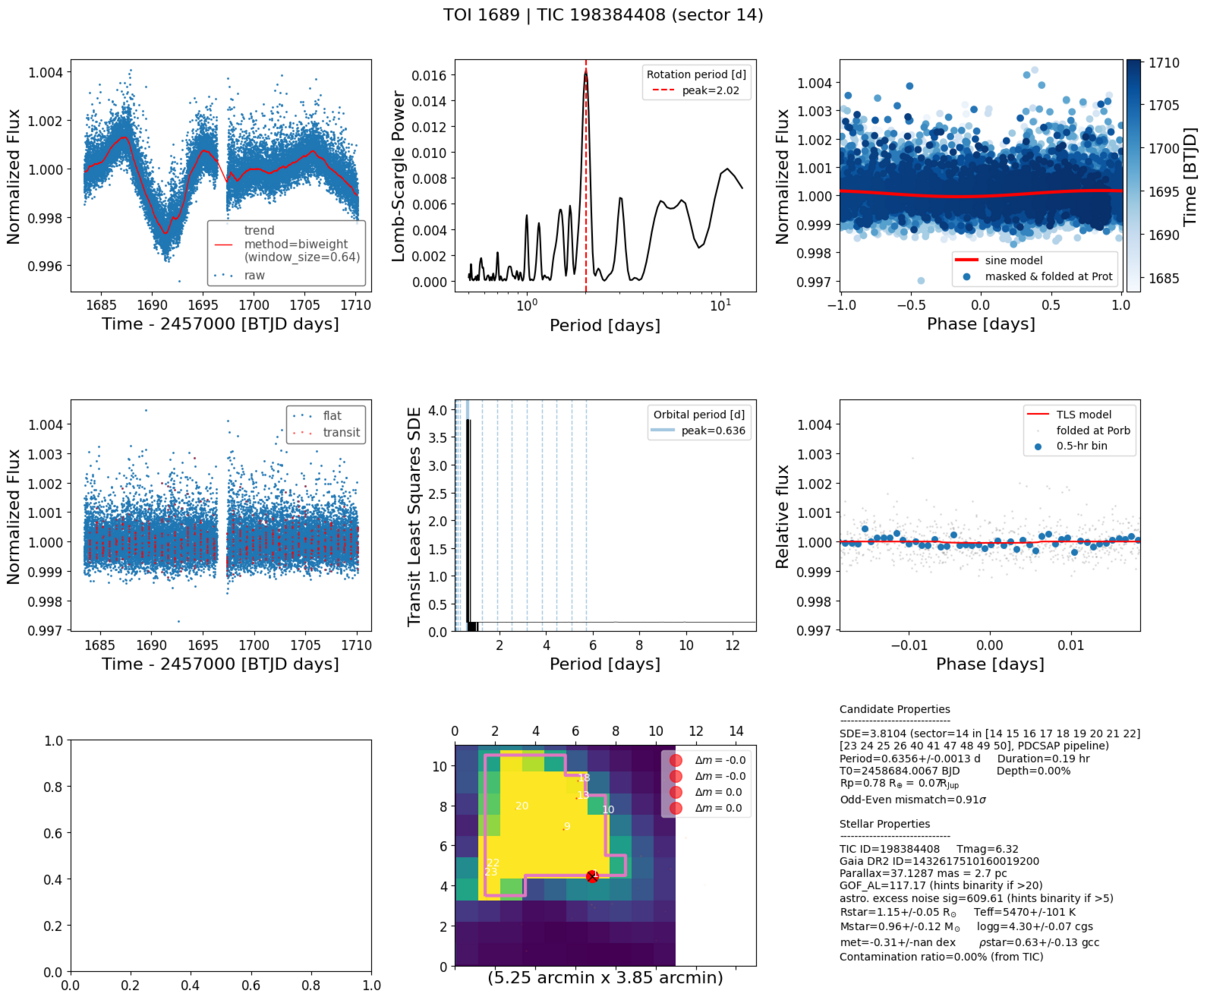 TOI 1689 | TIC 198384408 (sector 14)
Normalized Flux
1.004
1.002
1.000
0.998
0.996
trend
method=biweight
(window_size=0.64)
raw
1685 1690 1695 1700 1705 1710
Time - 2457000 [BTJD days]
Lomb-Scargle Power
0.016
0.014
0.012
0.010
0.008
0.006
0.004
0.002
0.000
Rotation period [d]
peak=2.02
10⁰ 10¹
Period [days]
Normalized Flux
1.004
1.003
1.002
1.001
1.000
0.999
0.998
0.997
sine model
masked & folded at Prot
−1.0 −0.5 0.0 0.5 1.0
Phase [days]
1710
1705
1700
1695
1690
1685
Time [BTJD]
Normalized Flux
1.004
1.003
1.002
1.001
1.000
0.999
0.998
0.997
flat
transit
1685 1690 1695 1700 1705 1710
Time - 2457000 [BTJD days]
Transit Least Squares SDE
4.0
3.5
3.0
2.5
2.0
1.5
1.0
0.5
0.0
Orbital period [d]
peak=0.636
2 4 6 8 10 12
Period [days]
Relative flux
1.004
1.003
1.002
1.001
1.000
0.999
0.998
0.997
TLS model
folded at Porb
0.5-hr bin
−0.01 0.00 0.01
Phase [days]
1.0
0.8
0.6
0.4
0.2
0.0
0.0 0.2 0.4 0.6 0.8 1.0
0 2 4 6 8 10 12 14
10
8
6
4
2
0
18
13
20
10
9
22
23
Δm = -0.0
Δm = -0.0
Δm = 0.0
Δm = 0.0
(5.25 arcmin x 3.85 arcmin)
Candidate Properties
------------------------------
SDE=3.8104 (sector=14 in [14 15 16 17 18 19 20 21 22]
[23 24 25 26 40 41 47 48 49 50], PDCSAP pipeline)
Period=0.6356+/-0.0013 d Duration=0.19 hr
T0=2458684.0067 BJD Depth=0.00%
Rp=0.78 R⊕ = 0.07RJup
Odd-Even mismatch=0.91σ
Stellar Properties
------------------------------
TIC ID=198384408 Tmag=6.32
Gaia DR2 ID=1432617510160019200
Parallax=37.1287 mas = 2.7 pc
GOF_AL=117.17 (hints binarity if >20)
astro. excess noise sig=609.61 (hints binarity if >5)
Rstar=1.15+/-0.05 R⊙ Teff=5470+/-101 K
Mstar=0.96+/-0.12 M⊙ logg=4.30+/-0.07 cgs
met=-0.31+/-nan dex ρstar=0.63+/-0.13 gcc
Contamination ratio=0.00% (from TIC)